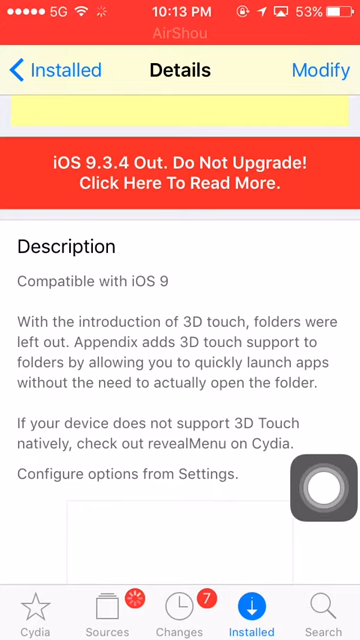 5G 10:13 PM 53%
AirShou
Installed Details Modify
iOS 9.3.4 Out. Do Not Upgrade!
Click Here To Read More.
Description
Compatible with iOS 9
With the introduction of 3D touch, folders were
left out. Appendix adds 3D touch support to
folders by allowing you to quickly launch apps
without the need to actually open the folder.
If your device does not support 3D Touch
natively, check out revealMenu on Cydia.
Configure options from Settings.
7
Cydia Sources Changes Installed Search